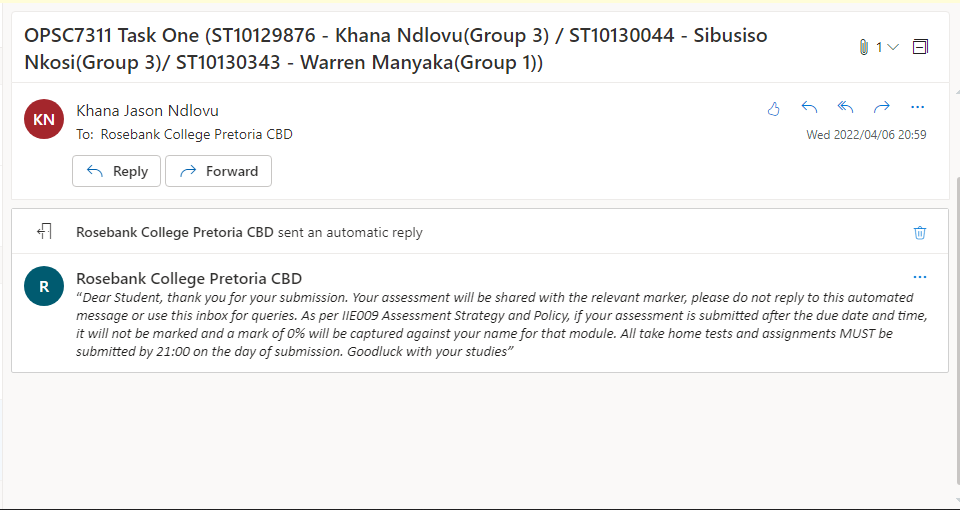 OPSC7311 Task One (ST10129876 - Khana Ndlovu(Group 3) / ST10130044 - Sibusiso
Nkosi(Group 3)/ ST10130343 - Warren Manyaka(Group 1))
1
KN
Khana Jason Ndlovu
To: Rosebank College Pretoria CBD
Wed 2022/04/06 20:59
Reply
Forward
Rosebank College Pretoria CBD sent an automatic reply
R
Rosebank College Pretoria CBD
“Dear Student, thank you for your submission. Your assessment will be shared with the relevant marker, please do not reply to this automated
message or use this inbox for queries. As per IIE009 Assessment Strategy and Policy, if your assessment is submitted after the due date and time,
it will not be marked and a mark of 0% will be captured against your name for that module. All take home tests and assignments MUST be
submitted by 21:00 on the day of submission. Goodluck with your studies”